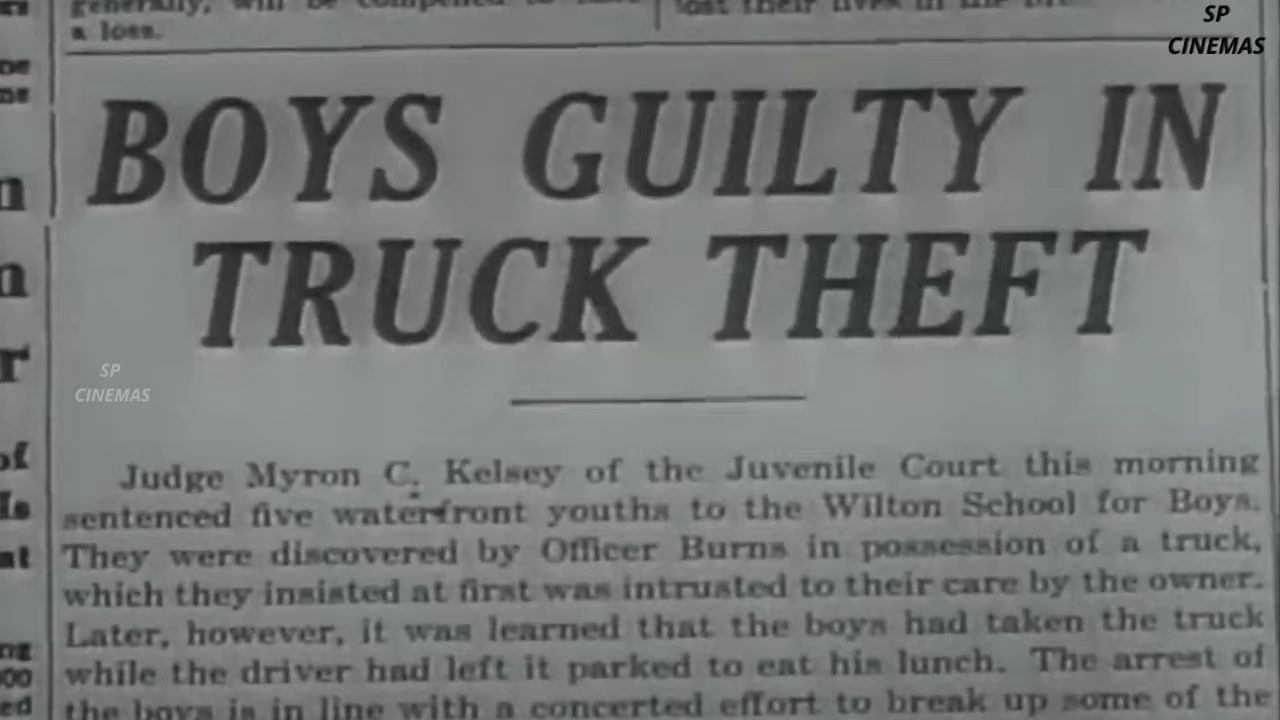 generally, will be compelled to
lost their lives in the
a loss.
SP
CINEMAS
BOYS GUILTY IN
TRUCK THEFT
SP
CINEMAS
Judge Myron C. Kelsey of the Juvenile Court this morning
sentenced five waterfront youths to the Wilton School for Boys.
They were discovered by Officer Burns in possession of a truck,
which they insisted at first was intrusted to their care by the owner.
Later, however, it was learned that the boys had taken the truck
while the driver had left it parked to eat his lunch. The arrest of
the boys is in line with a concerted effort to break up some of the